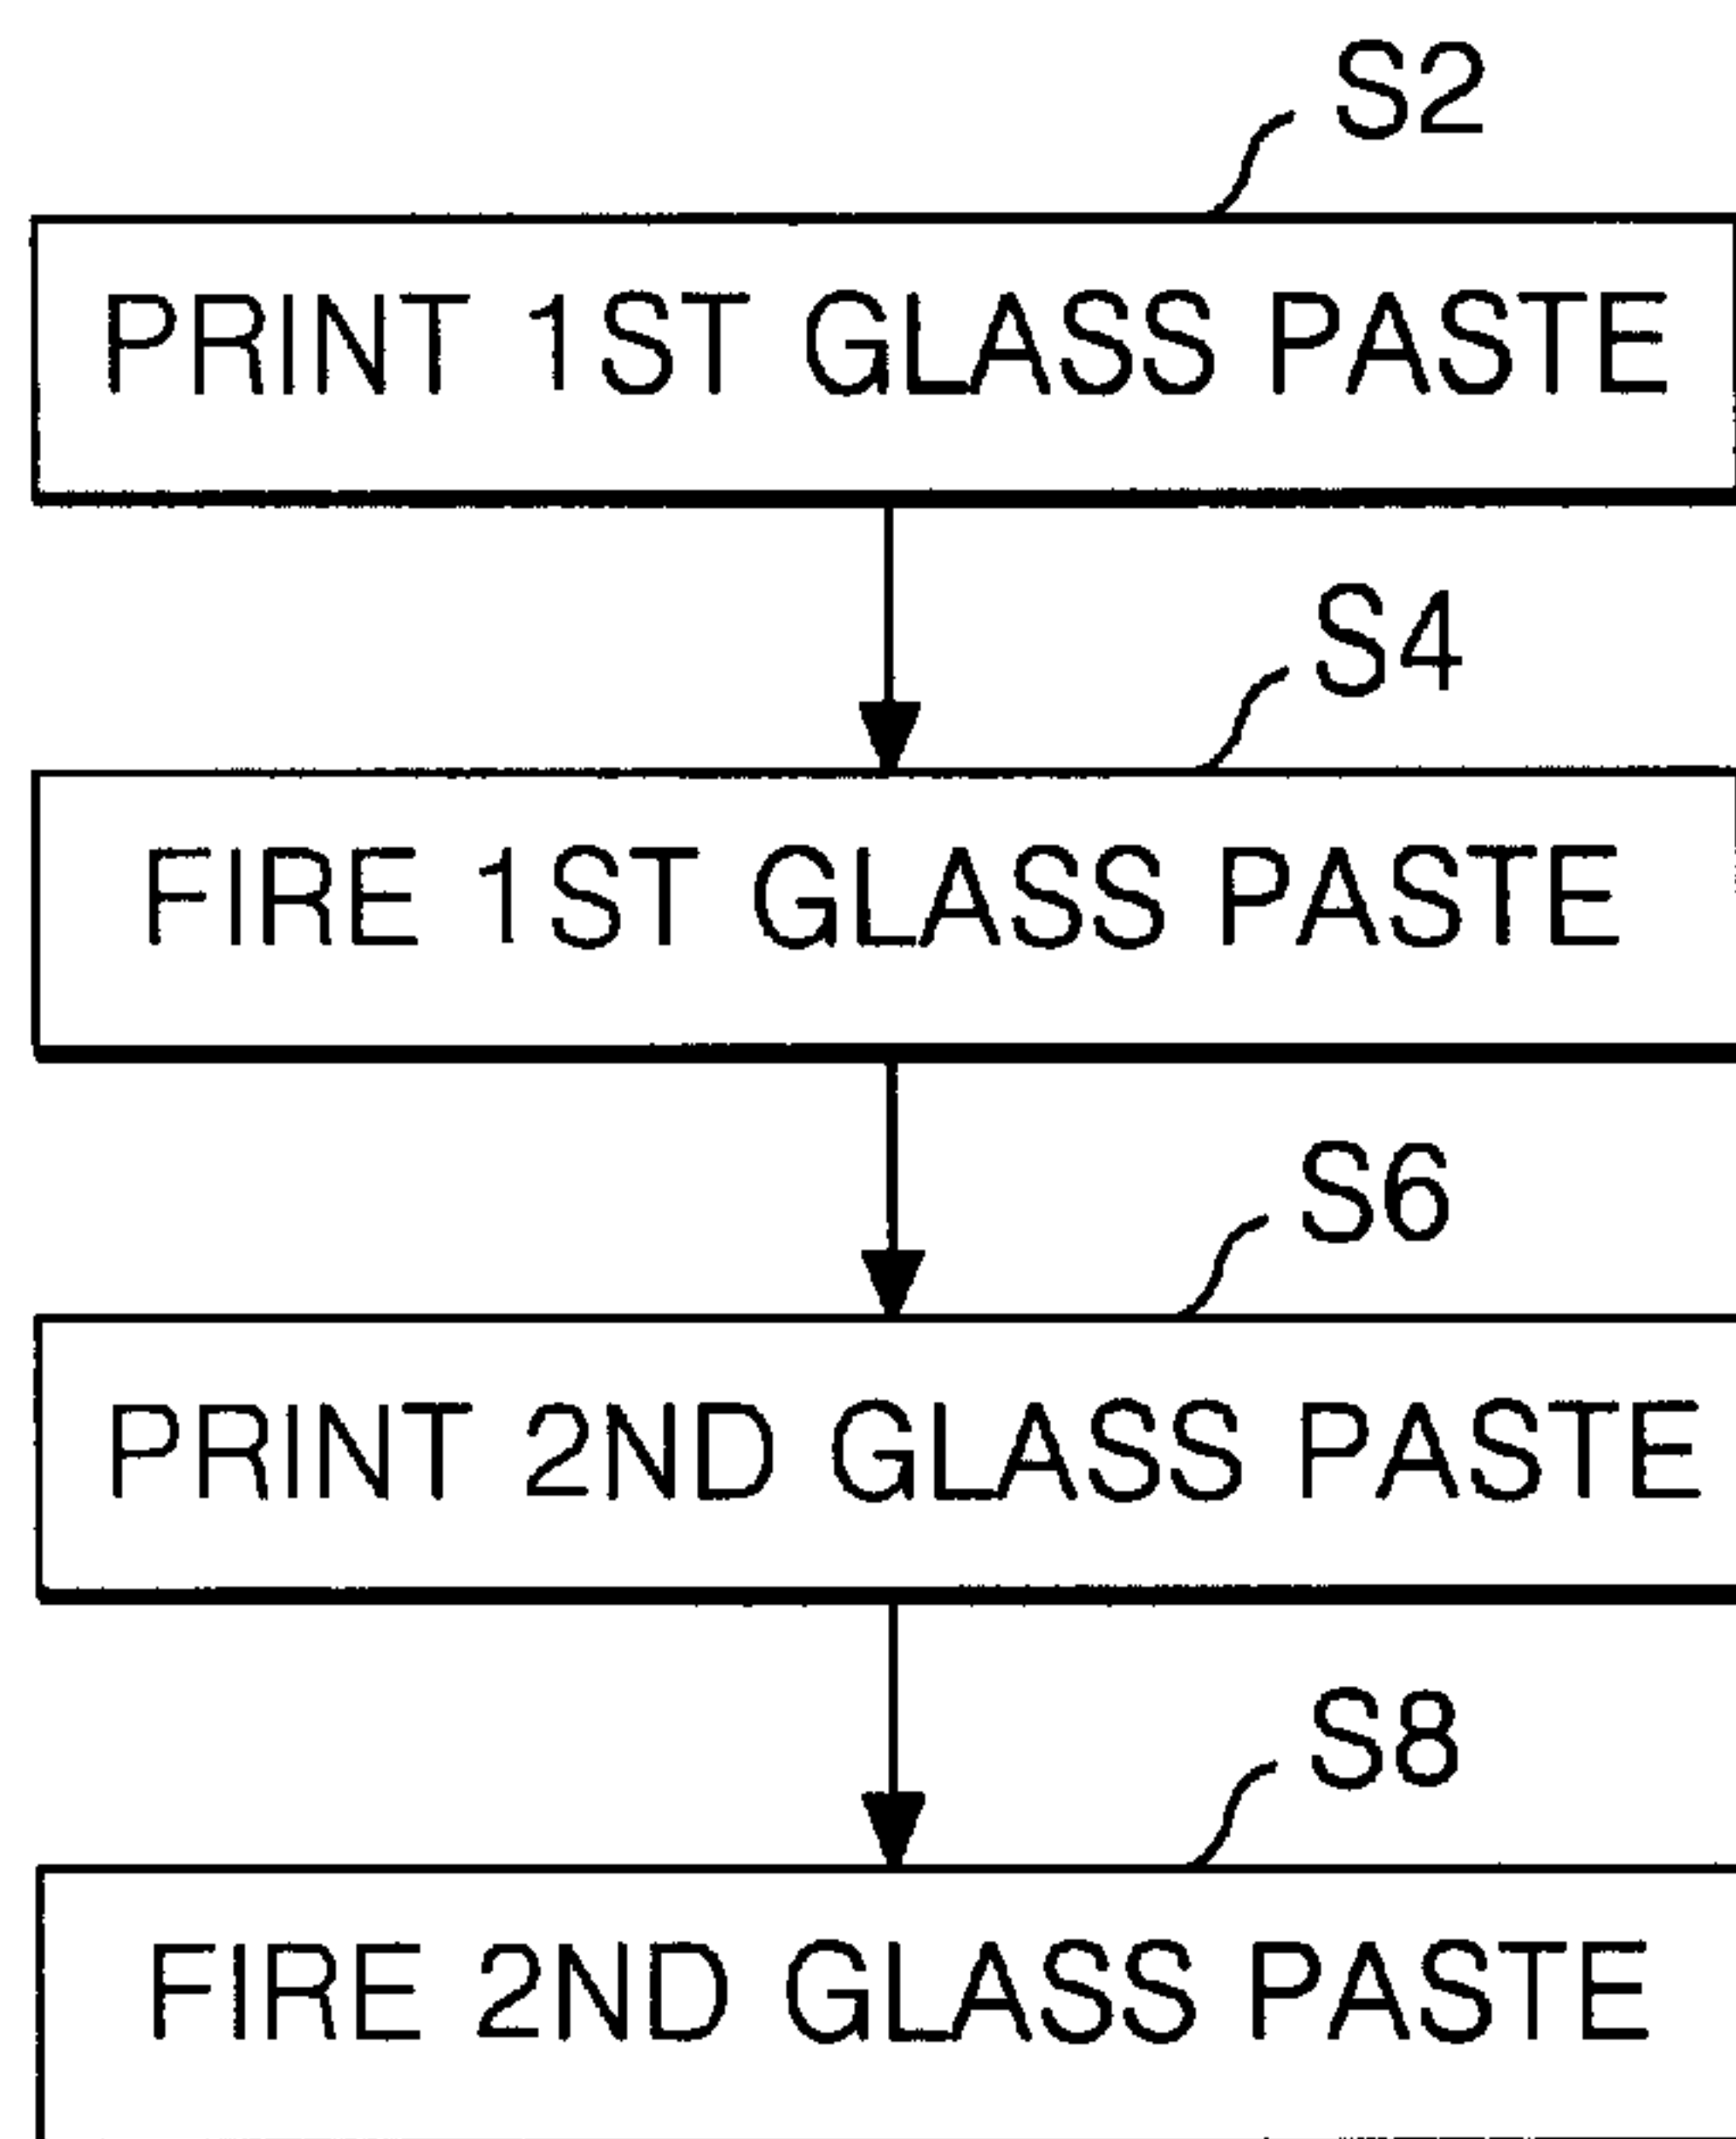 S2
PRINT 1ST GLASS PASTE
S4
FIRE 1ST GLASS PASTE
S6
PRINT 2ND GLASS PASTE
S8
FIRE 2ND GLASS PASTE